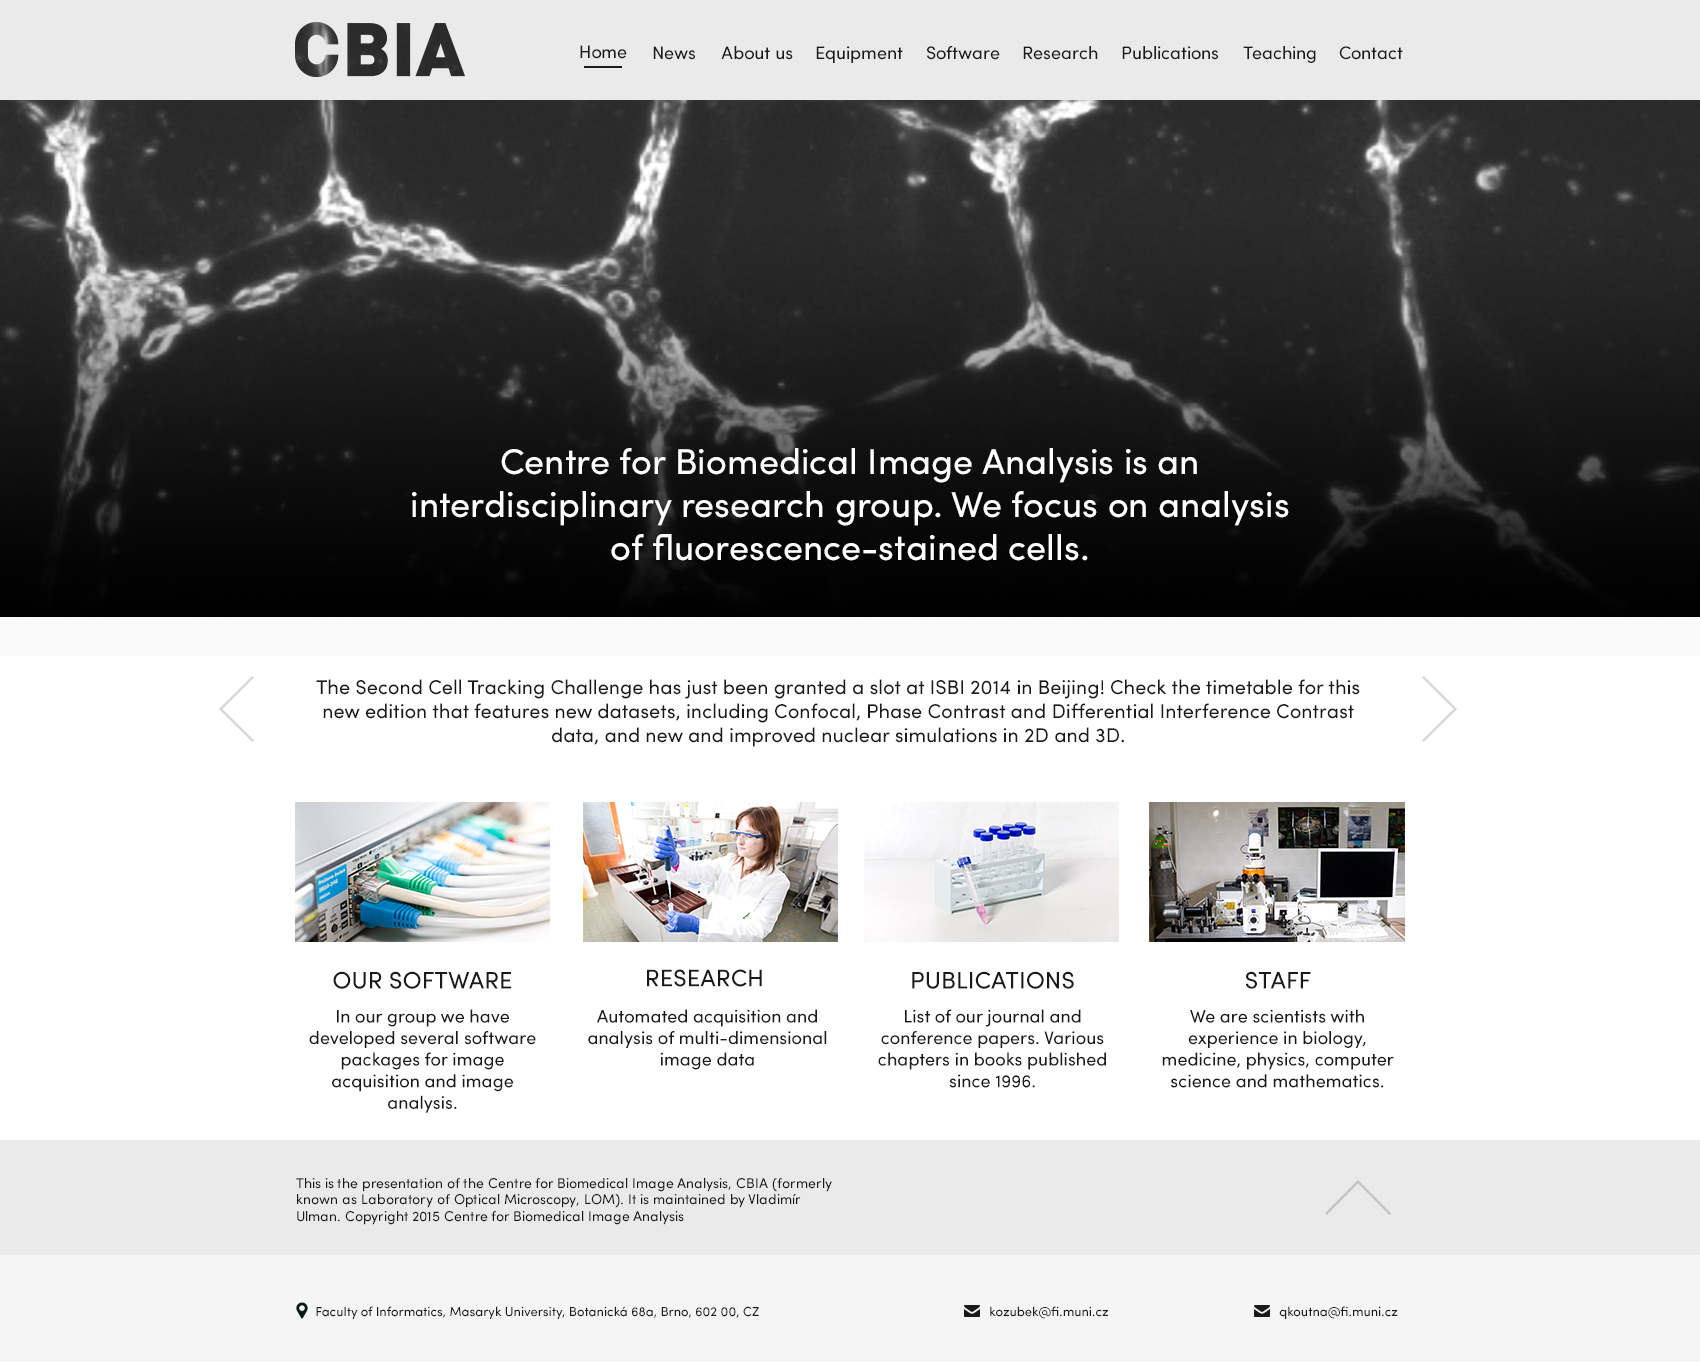 CBIA
Home News About us Equipment Software Research Publications Teaching Contact
Centre for Biomedical Image Analysis is an
interdisciplinary research group. We focus on analysis
of fluorescence-stained cells.
The Second Cell Tracking Challenge has just been granted a slot at ISBI 2014 in Beijing! Check the timetable for this
new edition that features new datasets, including Confocal, Phase Contrast and Differential Interference Contrast
data, and new and improved nuclear simulations in 2D and 3D.
OUR SOFTWARE
In our group we have
developed several software
packages for image
acquisition and image
analysis.
RESEARCH
Automated acquisition and
analysis of multi-dimensional
image data
PUBLICATIONS
List of our journal and
conference papers. Various
chapters in books published
since 1996.
STAFF
We are scientists with
experience in biology,
medicine, physics, computer
science and mathematics.
This is the presentation of the Centre for Biomedical Image Analysis, CBIA (formerly
known as Laboratory of Optical Microscopy, LOM). It is maintained by Vladimír
Ulman. Copyright 2015 Centre for Biomedical Image Analysis
Faculty of Informatics, Masaryk University, Botanická 68a, Brno, 602 00, CZ
kozubek@fi.muni.cz
qkoutna@fi.muni.cz